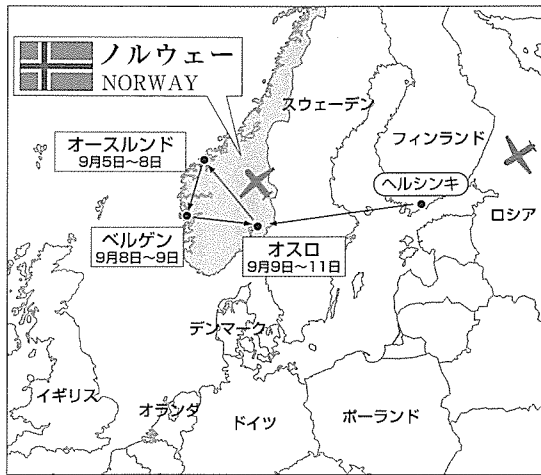 ノルウェー
NORWAY
スウェーデン
フィンランド
オースルンド
9月5日～8日
ヘルシンキ
ロシア
ベルゲン
9月8日～9日
オスロ
9月9日～11日
デンマーク
イギリス
オランダ
ドイツ
ポーランド